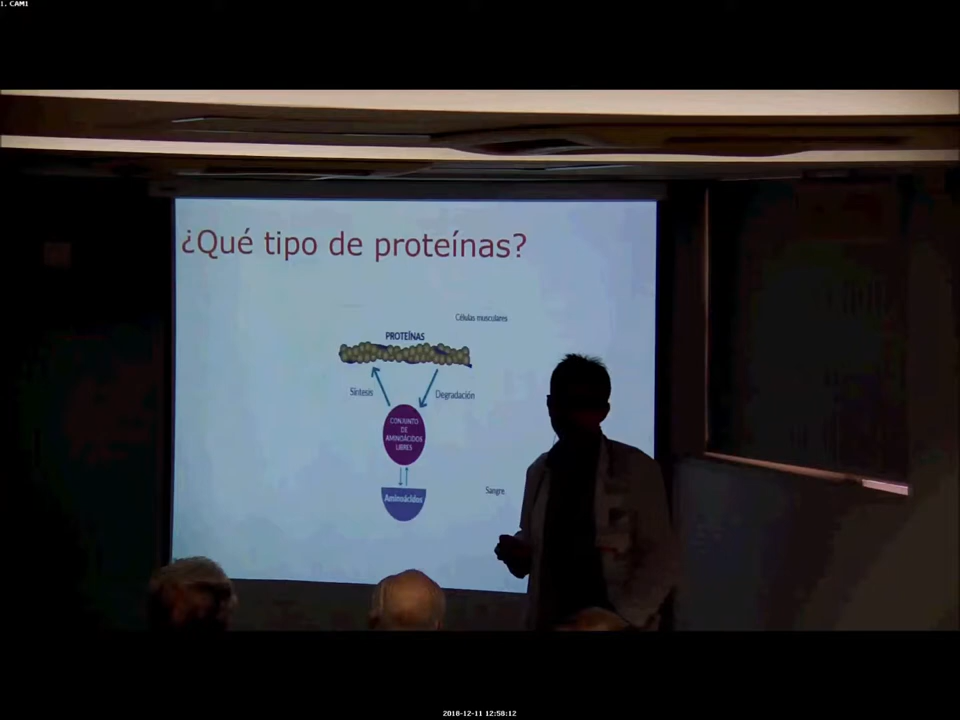 1. CAM1
¿Qué tipo de proteínas?
Células musculares
PROTEÍNAS
Síntesis
Degradación
CONJUNTO
DE
AMINOÁCIDOS
LIBRES
Aminoácidos
Sangre
2018-12-11 12:58:12